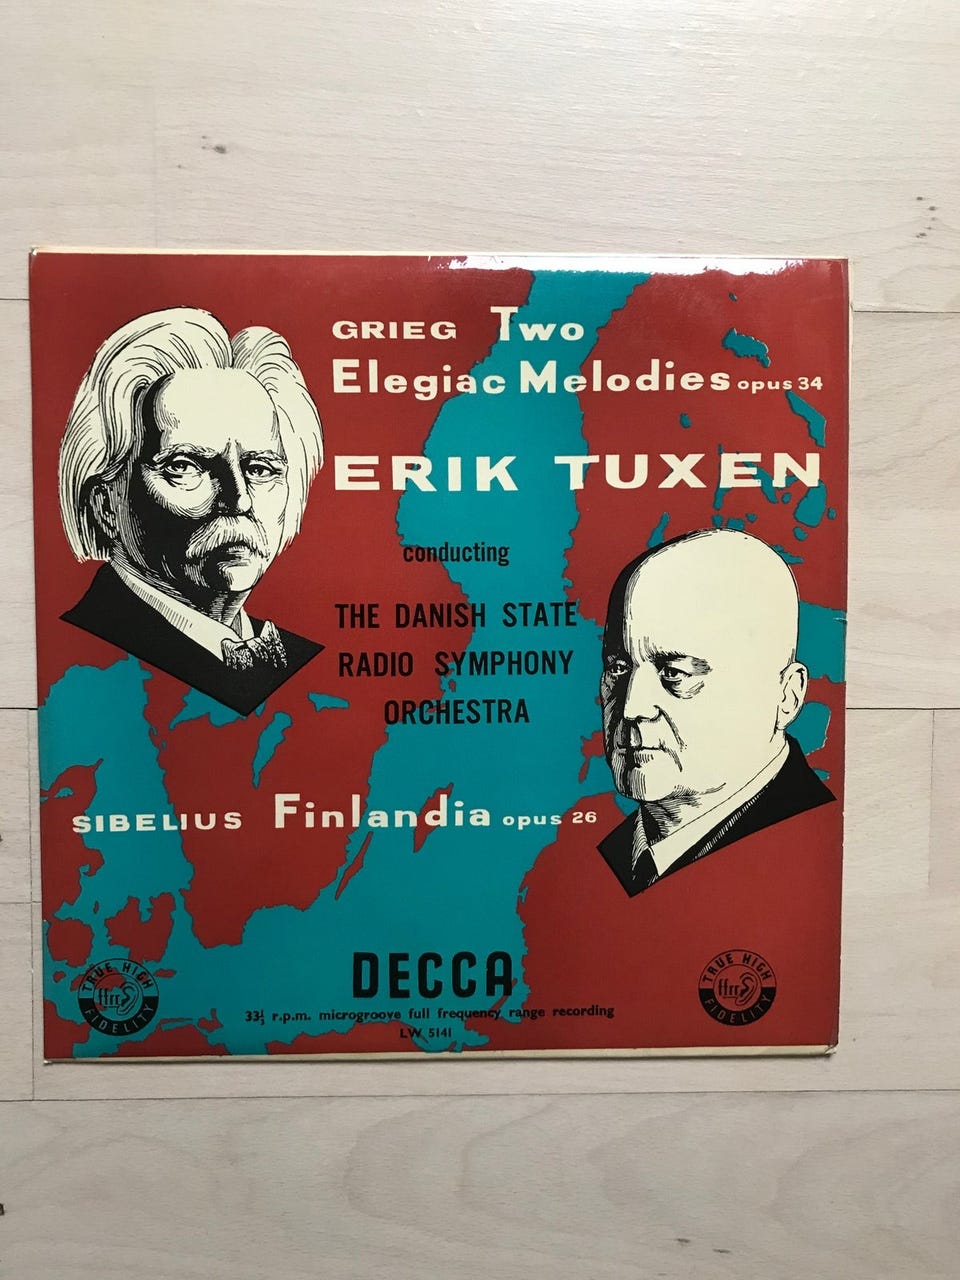 GRIEG Two
Elegiac Melodies opus 34
ERIK TUXEN
conducting
THE DANISH STATE
RADIO SYMPHONY
ORCHESTRA
SIBELIUS Finlandia opus 26
TRUE HIGH
ffrr
FIDELITY
DECCA
33⅓ r.p.m. microgroove full frequency range recording
LW 5141
TRUE HIGH
ffrr
FIDELITY